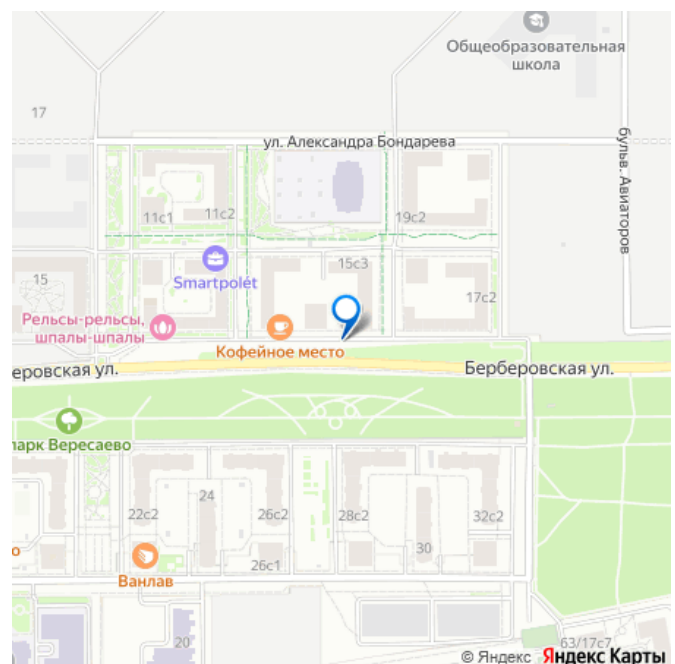 Общеобразовательная
школа
17
ул. Александра Бондарева
бульв. Авиаторов
11с1
11с2
19с2
15с3
15
Smartpolét
17с2
Рельсы-рельсы,
шпалы-шпалы
Кофейное место
еровская ул.
Берберовская ул.
парк Вересаево
24
22с2
26с2
28с2
32с2
30
о
26с1
Ванлав
20
63/17с7
© Яндекс Яндекс Карты